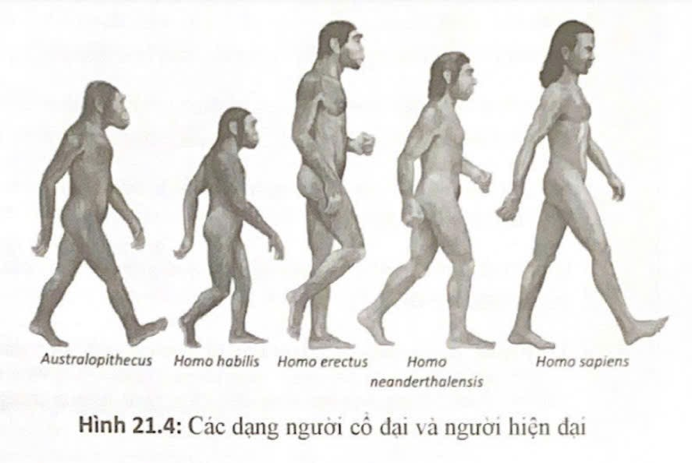 Australopithecus Homo habilis Homo erectus Homo Homo sapiens
neanderthalensis
Hình 21.4: Các dạng người cổ đại và người hiện đại